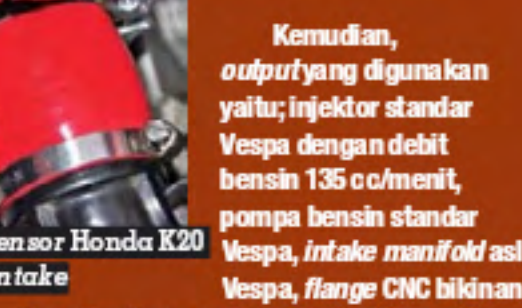 Kemudian,
output yang digunakan
yaitu; injektor standar
Vespa dengan debit
bensin 135 cc/menit,
pompa bensin standar
Vespa, intake manifold asl
Vespa, flange CNC bikinan
ensor Honda K20
ntake